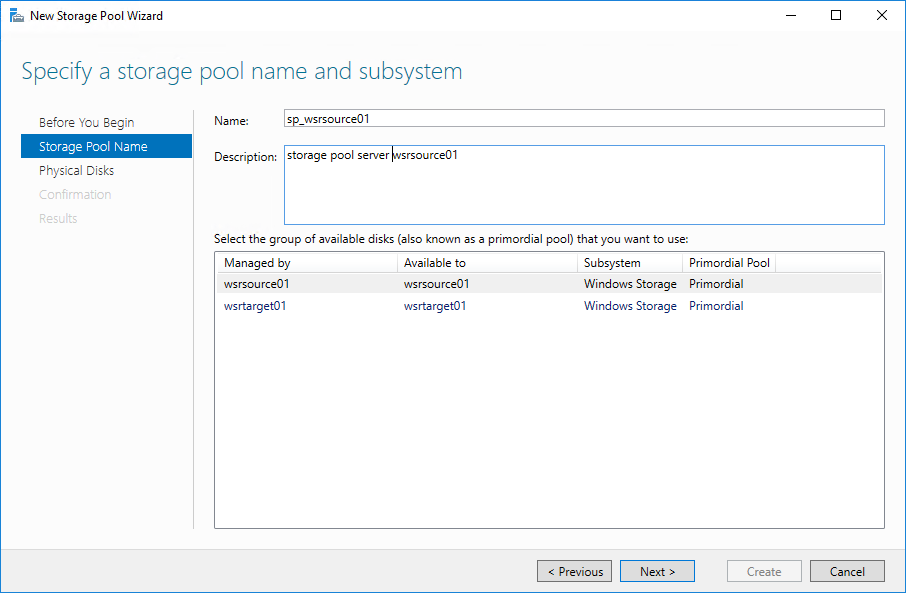 New Storage Pool Wizard
Specify a storage pool name and subsystem
Before You Begin
Storage Pool Name
Physical Disks
Confirmation
Results
Name: sp_wsrsource01
Description: storage pool server wsrsource01
Select the group of available disks (also known as a primordial pool) that you want to use:
Managed by Available to Subsystem Primordial Pool
wsrsource01 wsrsource01 Windows Storage Primordial
wsrtarget01 wsrtarget01 Windows Storage Primordial
< Previous Next > Create Cancel